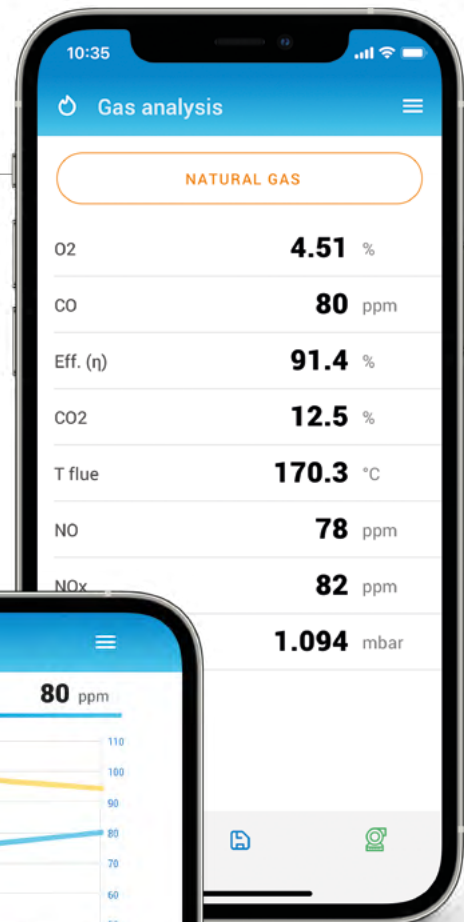 10:35
Gas analysis
NATURAL GAS
O2 4.51 %
CO 80 ppm
Eff. (η) 91.4 %
CO2 12.5 %
T flue 170.3 °C
NO 78 ppm
NOx 82 ppm
1.094 mbar
80 ppm
110
100
90
80
70
60